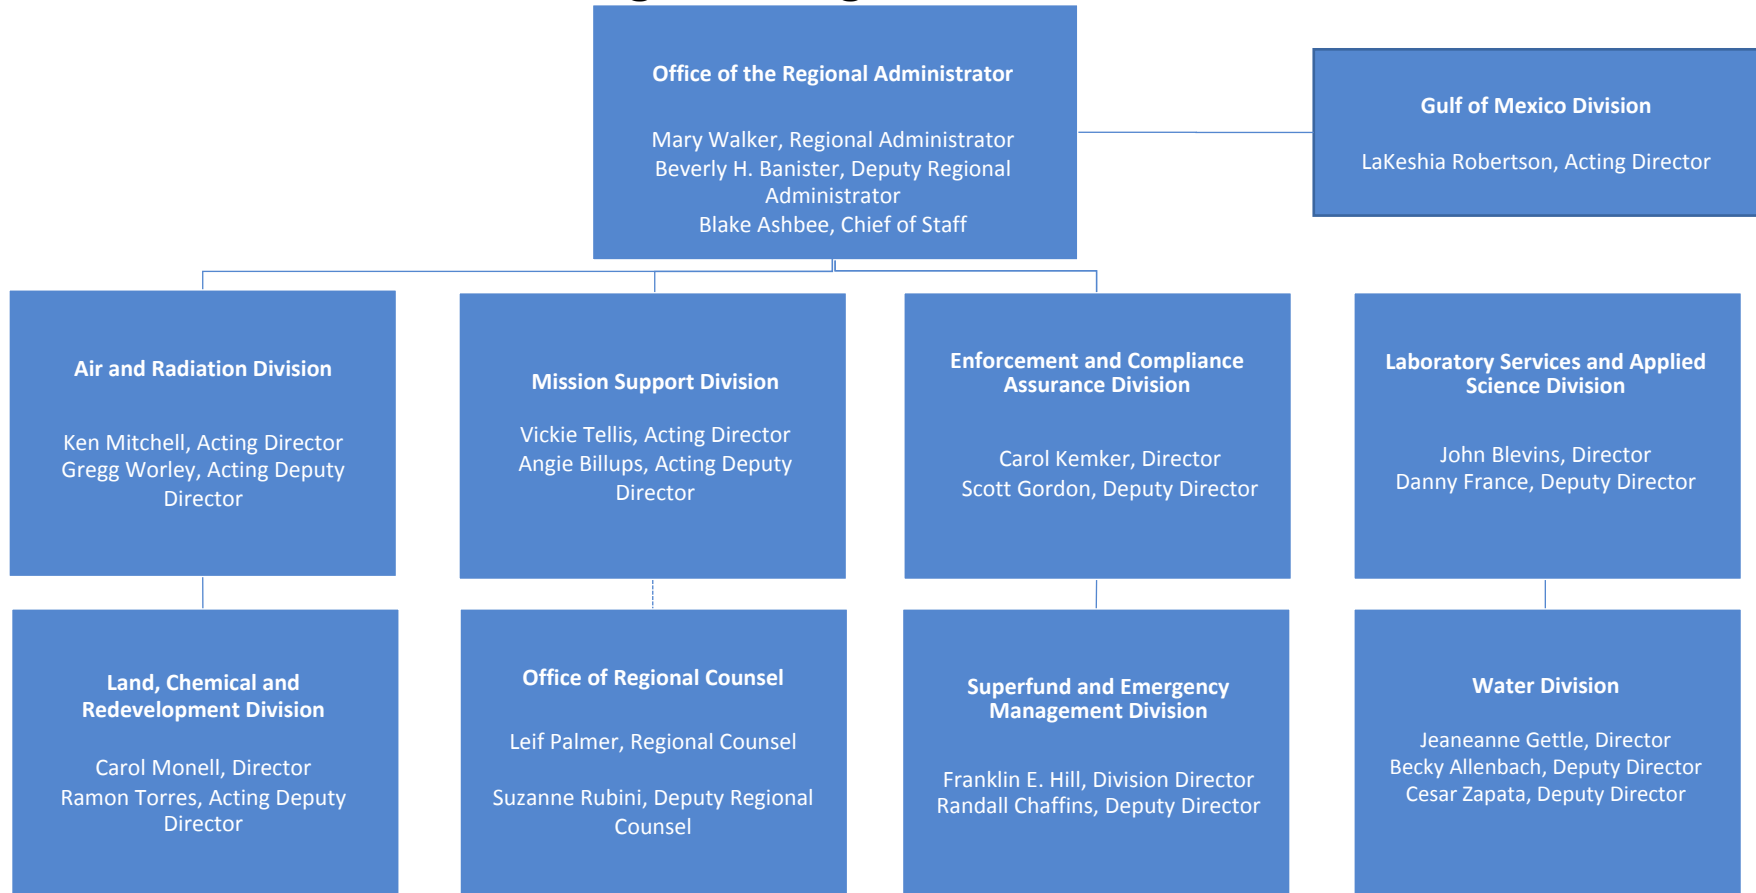 Office of the Regional Administrator
Mary Walker, Regional Administrator
Beverly H. Banister, Deputy Regional
Administrator
Blake Ashbee, Chief of Staff
Gulf of Mexico Division
LaKeshia Robertson, Acting Director
Air and Radiation Division
Ken Mitchell, Acting Director
Gregg Worley, Acting Deputy
Director
Mission Support Division
Vickie Tellis, Acting Director
Angie Billups, Acting Deputy
Director
Enforcement and Compliance
Assurance Division
Carol Kemker, Director
Scott Gordon, Deputy Director
Laboratory Services and Applied
Science Division
John Blevins, Director
Danny France, Deputy Director
Land, Chemical and
Redevelopment Division
Carol Monell, Director
Ramon Torres, Acting Deputy
Director
Office of Regional Counsel
Leif Palmer, Regional Counsel
Suzanne Rubini, Deputy Regional
Counsel
Superfund and Emergency
Management Division
Franklin E. Hill, Division Director
Randall Chaffins, Deputy Director
Water Division
Jeaneanne Gettle, Director
Becky Allenbach, Deputy Director
Cesar Zapata, Deputy Director